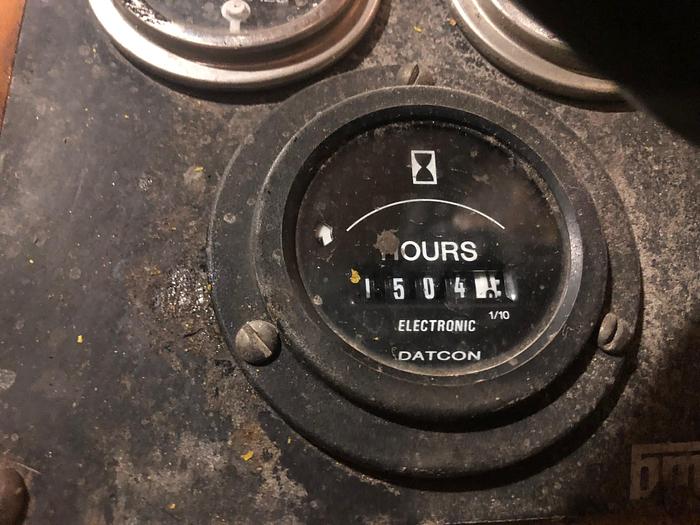 HOURS
1504
1/10
ELECTRONIC
DATCON